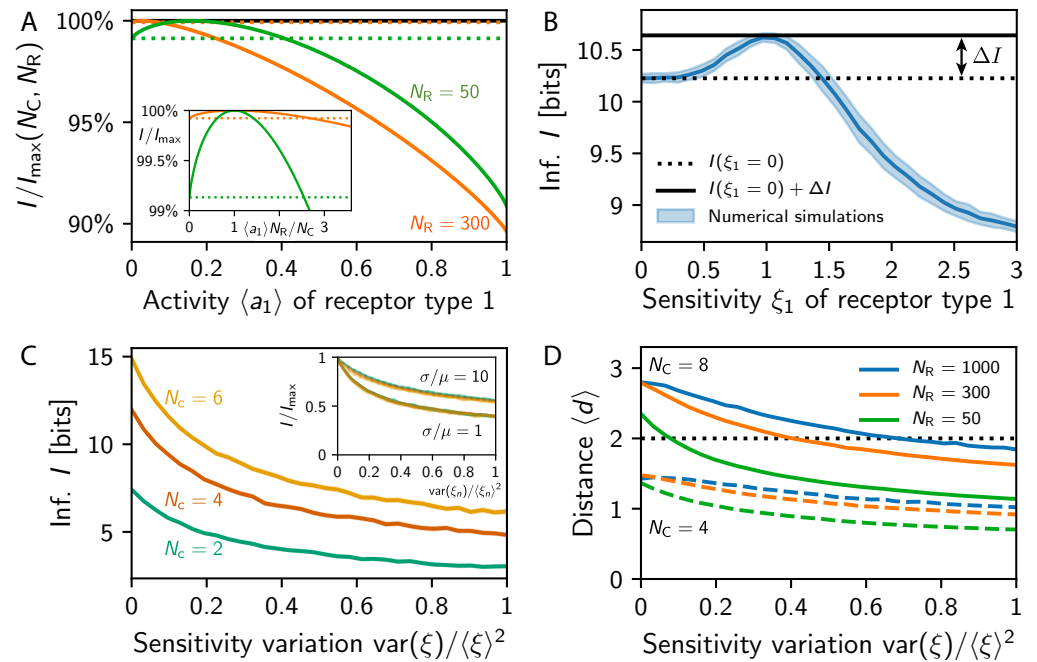 A
I/I_max(N_C, N_R)
100%
95%
90%
N_R = 50
N_R = 300
100%
I/I_max
99.5%
99%
0 1 ⟨a_1⟩N_R/N_C 3
0 0.2 0.4 0.6 0.8 1
Activity ⟨a_1⟩ of receptor type 1
B
Inf. I [bits]
10.5
10
9.5
9
ΔI
I(ξ_1 = 0)
I(ξ_1 = 0) + ΔI
Numerical simulations
0 0.5 1 1.5 2 2.5 3
Sensitivity ξ_1 of receptor type 1
C
Inf. I [bits]
15
10
5
N_c = 6
N_c = 4
N_c = 2
I/I_max
1
0.5
0
σ/μ = 10
σ/μ = 1
0 0.2 0.4 0.6 0.8 1
var(ξ_n)/⟨ξ_n⟩²
0 0.2 0.4 0.6 0.8 1
Sensitivity variation var(ξ)/⟨ξ⟩²
D
Distance ⟨d⟩
3
2
1
0
N_C = 8
N_R = 1000
N_R = 300
N_R = 50
N_C = 4
0 0.2 0.4 0.6 0.8 1
Sensitivity variation var(ξ)/⟨ξ⟩²